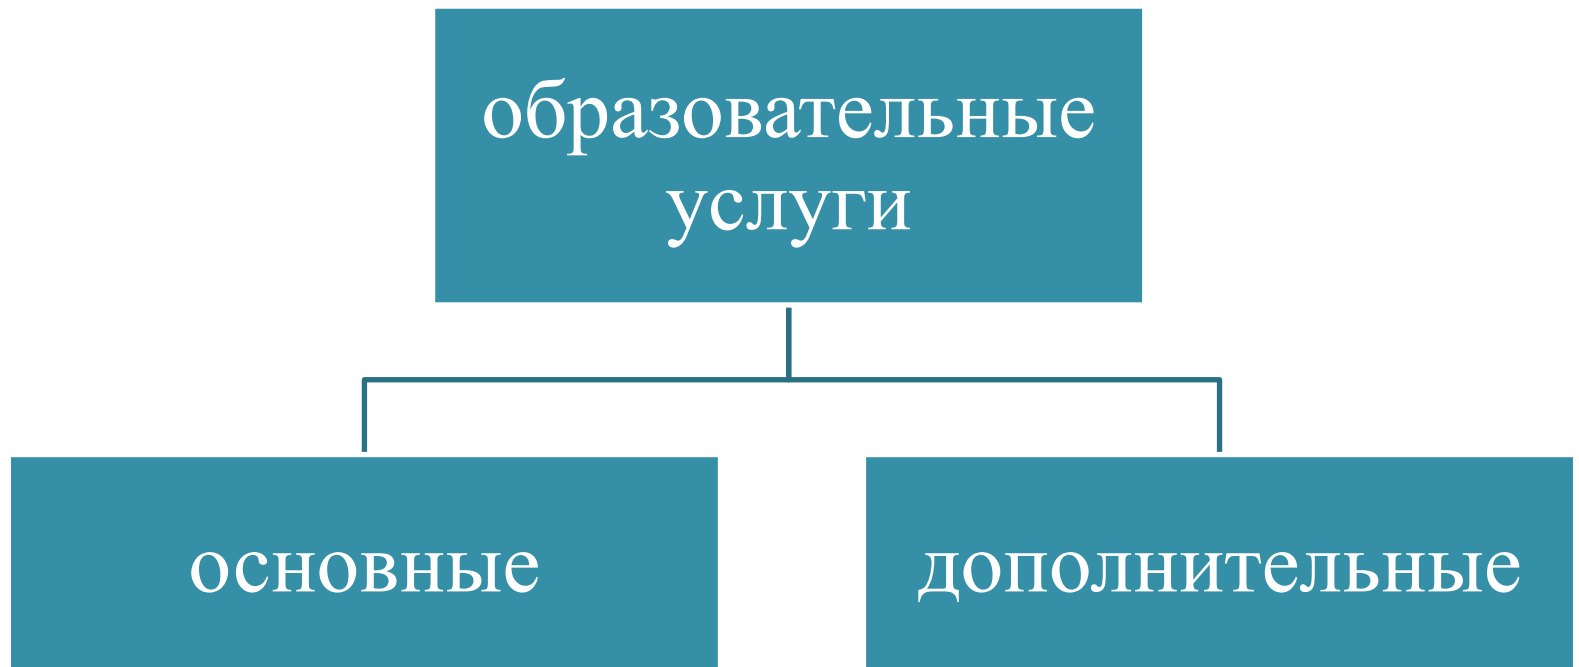 образовательные
услуги
основные
дополнительные